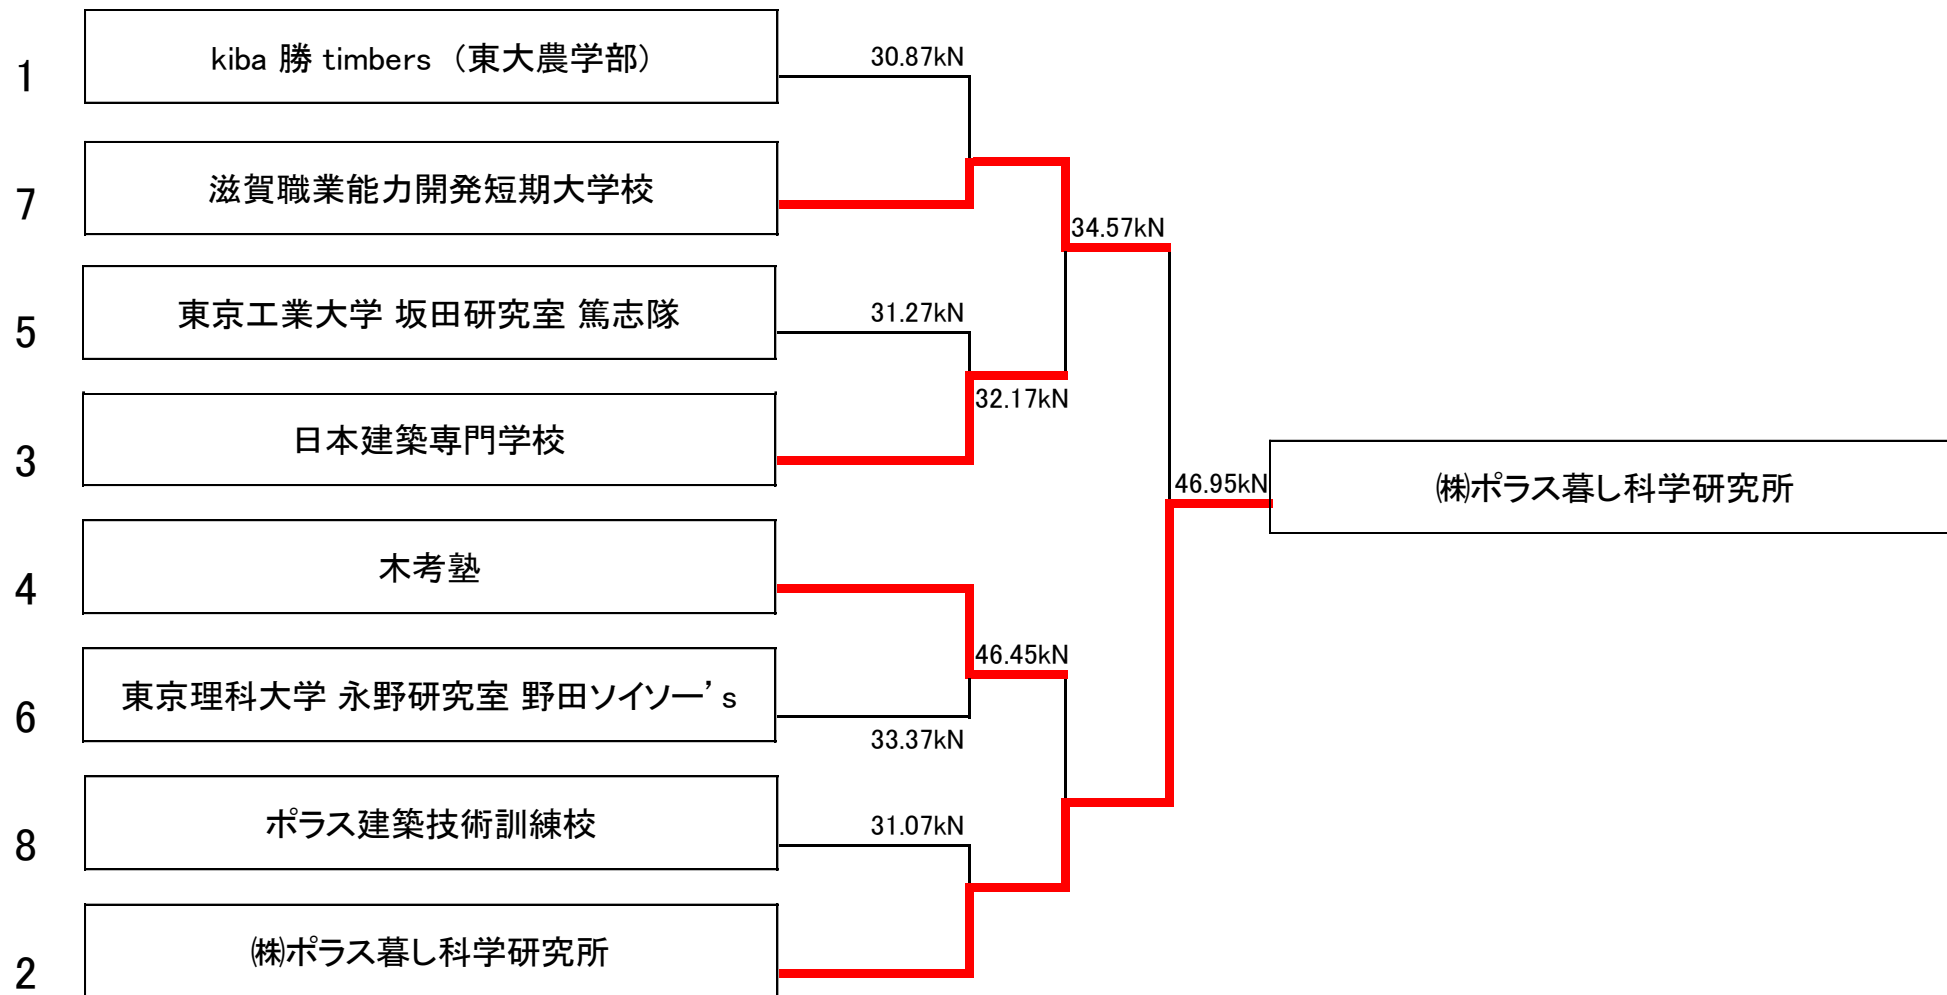 1
kiba 勝 timbers （東大農学部）
30.87kN
7
滋賀職業能力開発短期大学校
34.57kN
5
東京工業大学 坂田研究室 篤志隊
31.27kN
32.17kN
3
日本建築専門学校
46.95kN
㈱ポラス暮し科学研究所
4
木考塾
46.45kN
6
東京理科大学 永野研究室 野田ソイソー’s
33.37kN
8
ポラス建築技術訓練校
31.07kN
2
㈱ポラス暮し科学研究所